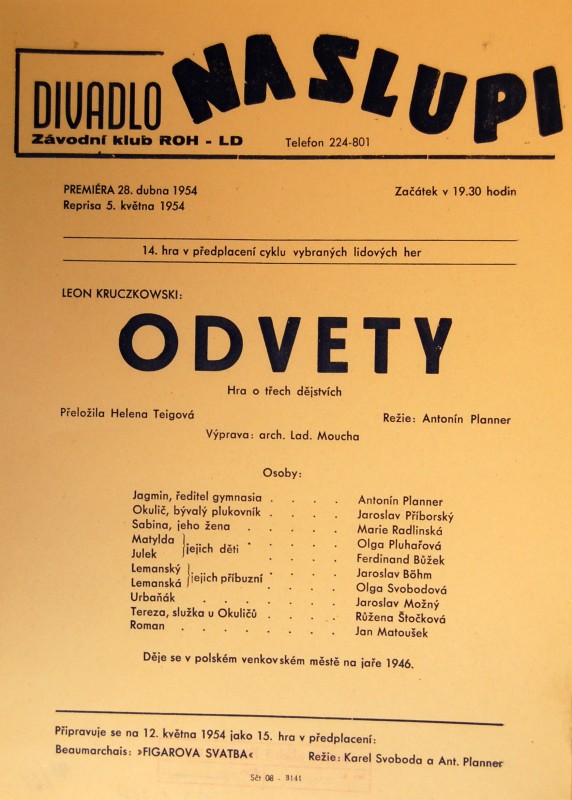 DIVADLO NA SLUPI
Závodní klub ROH - LD Telefon 224-801
PREMIÉRA 28. dubna 1954 Začátek v 19.30 hodin
Reprisa 5. května 1954
14. hra v předplacení cyklu vybraných lidových her
LEON KRUCZKOWSKI:
ODVETY
Hra o třech dějstvích
Přeložila Helena Teigová Režie: Antonín Planner
Výprava: arch. Lad. Moucha
Osoby:
Jagmin, ředitel gymnasia . . . . Antonín Planner
Okulič, bývalý plukovník . . . . Jaroslav Příborský
Sabina, jeho žena . . . . . Marie Radlinská
Matylda } jejich děti . . . . . Olga Pluhařová
Julek Ferdinand Bůžek
Lemanský } jejich příbuzní . . . . Jaroslav Böhm
Lemanská Olga Svobodová
Urbaňák . . . . . . Jaroslav Možný
Tereza, služka u Okuličů . . . . Růžena Štočková
Roman . . . . . . . Jan Matoušek
Děje se v polském venkovském městě na jaře 1946.
Připravuje se na 12. května 1954 jako 15. hra v předplacení:
Beaumarchais: »FIGAROVA SVATBA« Režie: Karel Svoboda a Ant. Planner
Sčt 08 - 3141